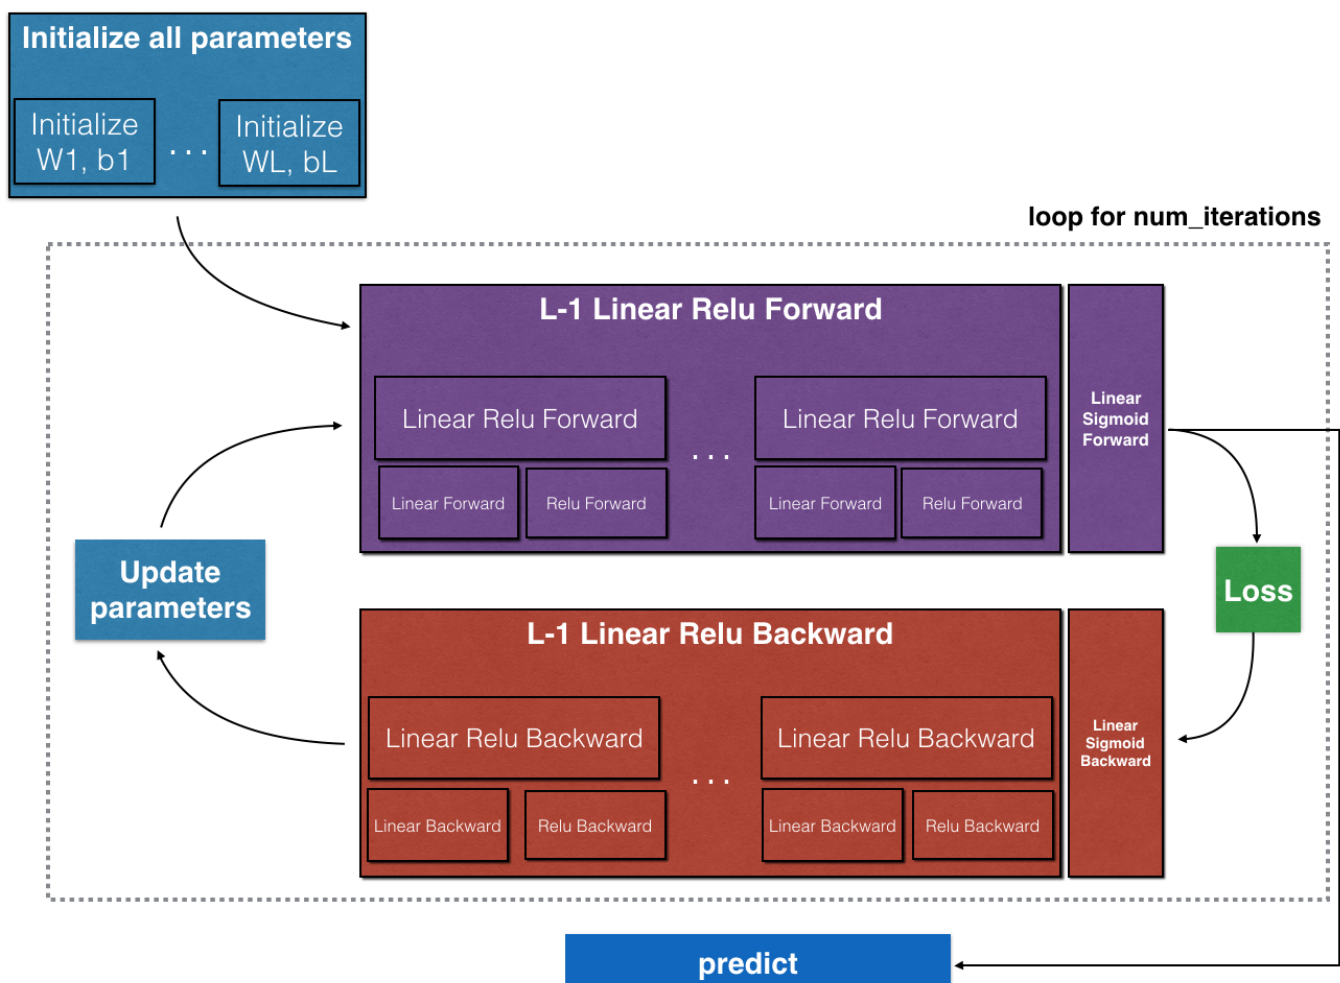 Initialize all parameters
Initialize
W1, b1
. . .
Initialize
WL, bL
loop for num_iterations
L-1 Linear Relu Forward
Linear Relu Forward
. . .
Linear Relu Forward
Linear Forward
Relu Forward
Linear Forward
Relu Forward
Linear
Sigmoid
Forward
Update
parameters
Loss
L-1 Linear Relu Backward
Linear Relu Backward
. . .
Linear Relu Backward
Linear Backward
Relu Backward
Linear Backward
Relu Backward
Linear
Sigmoid
Backward
predict